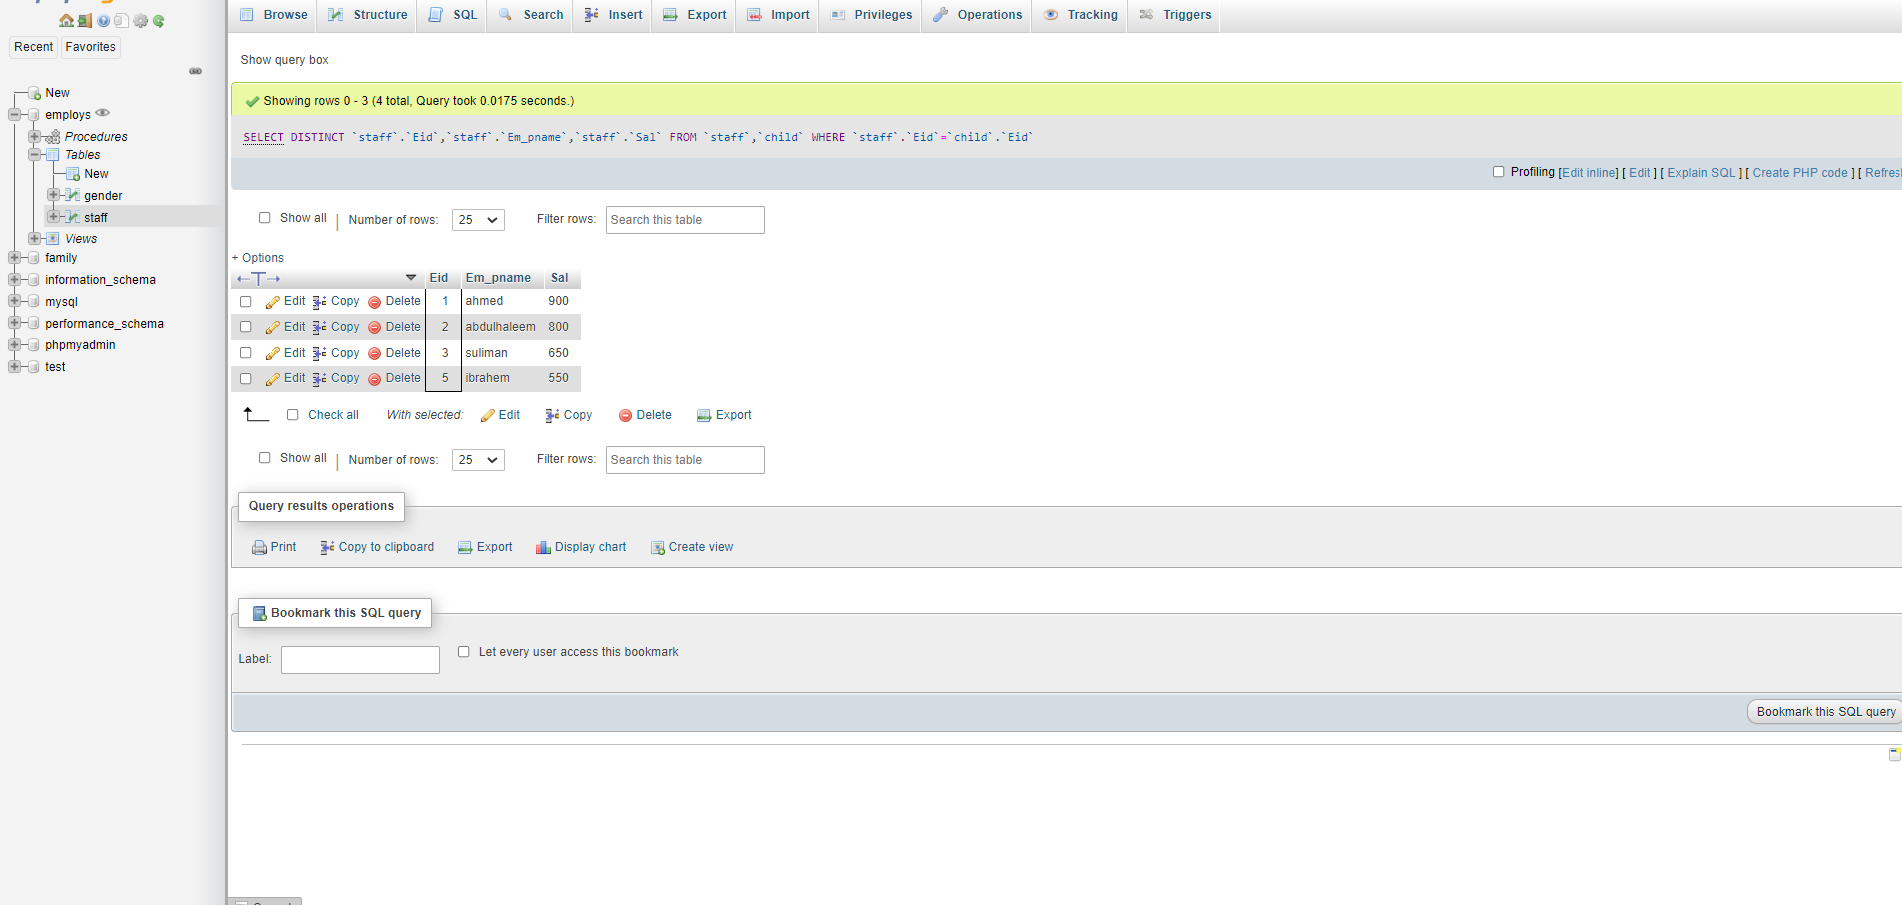 Recent Favorites
New
employs
Procedures
Tables
New
gender
staff
Views
family
information_schema
mysql
performance_schema
phpmyadmin
test
Browse Structure SQL Search Insert Export Import Privileges Operations Tracking Triggers
Show query box
Showing rows 0 - 3 (4 total, Query took 0.0175 seconds.)
SELECT DISTINCT `staff`.`Eid`,`staff`.`Em_pname`,`staff`.`Sal` FROM `staff`,`child` WHERE `staff`.`Eid`=`child`.`Eid`
Profiling [Edit inline] [ Edit ] [ Explain SQL ] [ Create PHP code ] [ Refresh
Show all | Number of rows: 25 Filter rows: Search this table
+ Options
←T→ Eid Em_pname Sal
Edit Copy Delete 1 ahmed 900
Edit Copy Delete 2 abdulhaleem 800
Edit Copy Delete 3 suliman 650
Edit Copy Delete 5 ibrahem 550
Check all With selected: Edit Copy Delete Export
Show all | Number of rows: 25 Filter rows: Search this table
Query results operations
Print Copy to clipboard Export Display chart Create view
Bookmark this SQL query
Label: Let every user access this bookmark
Bookmark this SQL query